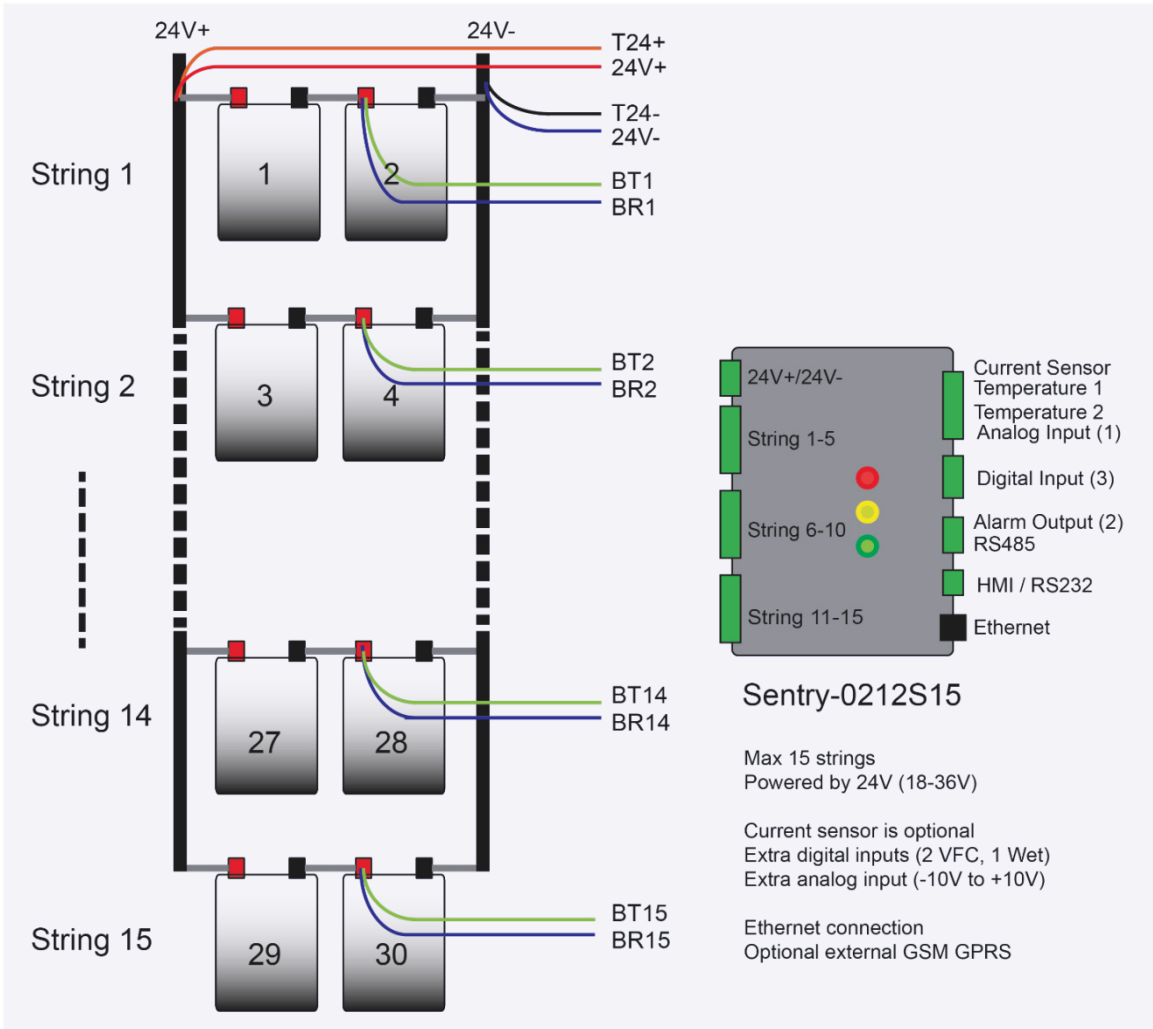 24V+
24V-
T24+
24V+
T24-
24V-
String 1
1
2
BT1
BR1
String 2
3
4
BT2
BR2
String 14
27
28
BT14
BR14
String 15
29
30
BT15
BR15
24V+/24V-
String 1-5
String 6-10
String 11-15
Current Sensor
Temperature 1
Temperature 2
Analog Input (1)
Digital Input (3)
Alarm Output (2)
RS485
HMI / RS232
Ethernet
Sentry-0212S15
Max 15 strings
Powered by 24V (18-36V)
Current sensor is optional
Extra digital inputs (2 VFC, 1 Wet)
Extra analog input (-10V to +10V)
Ethernet connection
Optional external GSM GPRS